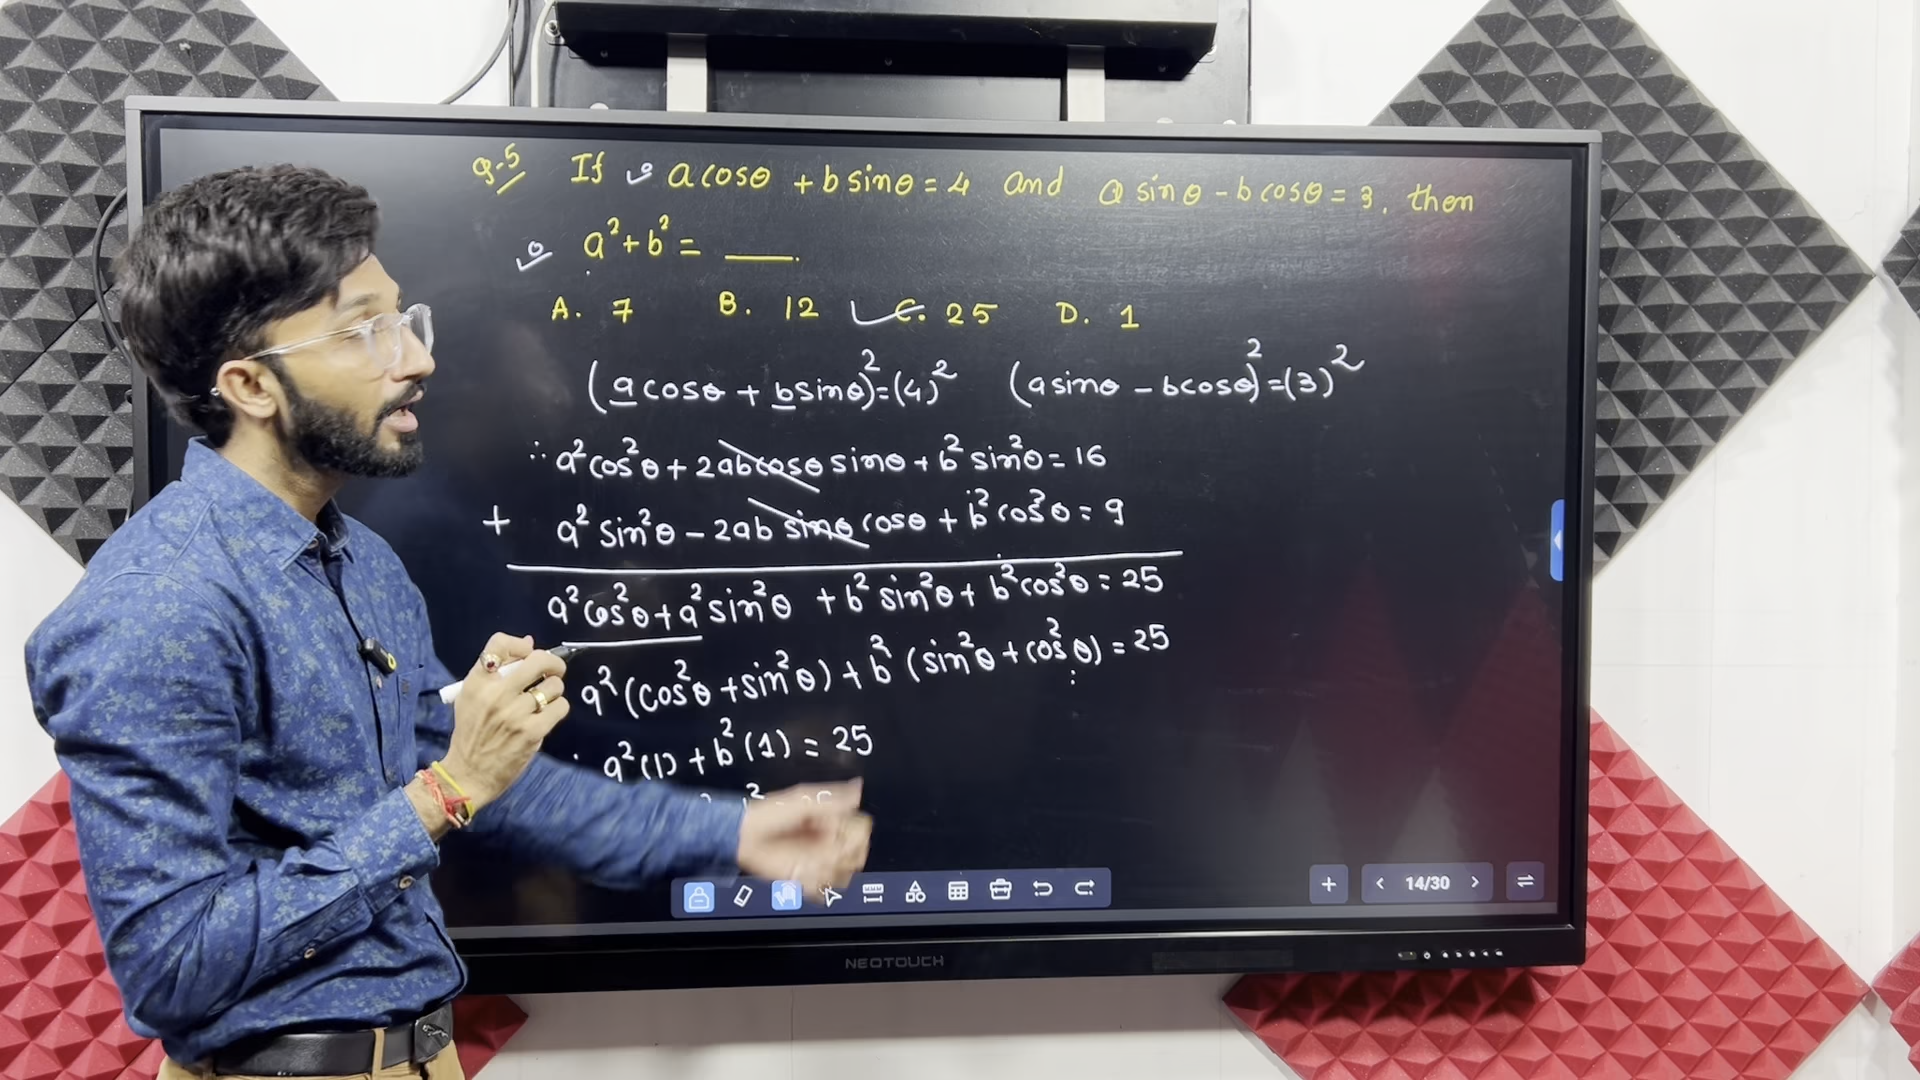 Q-5 If a cosθ + b sinθ = 4 and a sinθ - b cosθ = 3, then
a² + b² = ____.
A. 7 B. 12 C. 25 D. 1
(a cosθ + b sinθ)² = (4)² (a sinθ - b cosθ)² = (3)²
∴ a² cos²θ + 2ab cosθ sinθ + b² sin²θ = 16
+ a² sin²θ - 2ab sinθ cosθ + b² cos²θ = 9
a² cos²θ + a² sin²θ + b² sin²θ + b² cos²θ = 25
a² (cos²θ + sin²θ) + b² (sin²θ + cos²θ) = 25
a² (1) + b² (1) = 25
14/30
NEOTOUCH